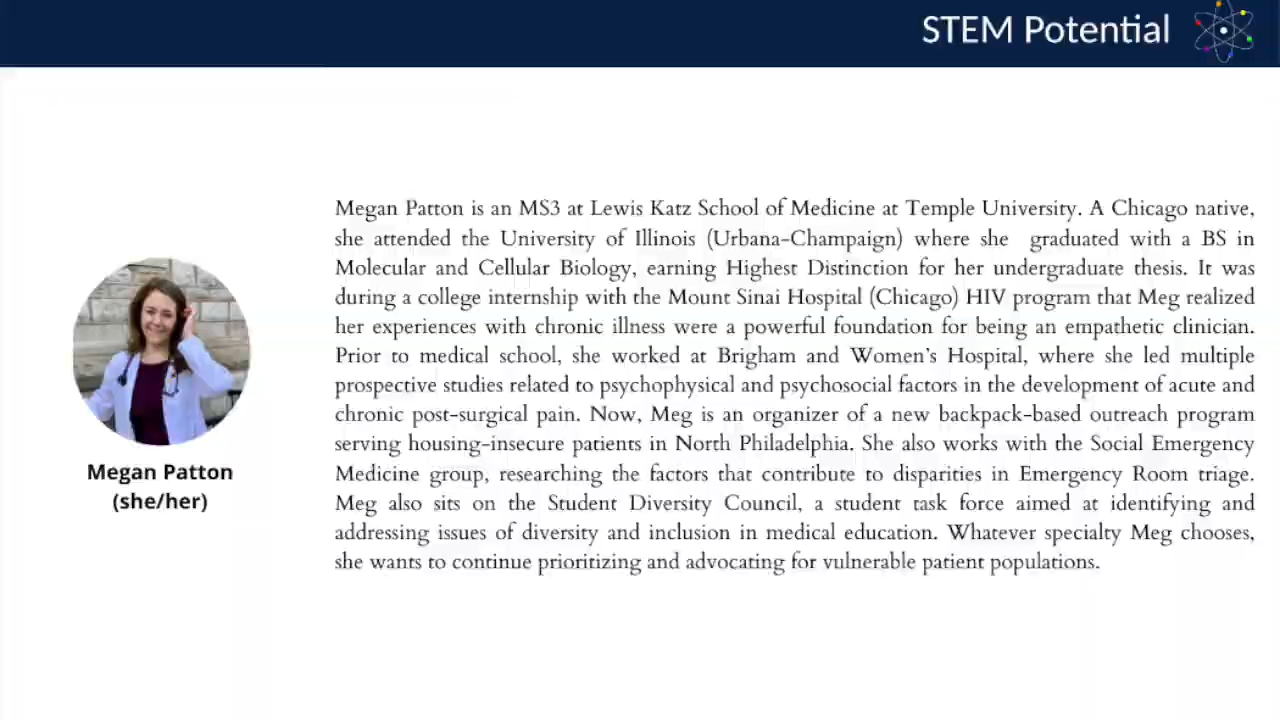 STEM Potential
Megan Patton is an MS3 at Lewis Katz School of Medicine at Temple University. A Chicago native,
she attended the University of Illinois (Urbana-Champaign) where she graduated with a BS in
Molecular and Cellular Biology, earning Highest Distinction for her undergraduate thesis. It was
during a college internship with the Mount Sinai Hospital (Chicago) HIV program that Meg realized
her experiences with chronic illness were a powerful foundation for being an empathetic clinician.
Prior to medical school, she worked at Brigham and Women’s Hospital, where she led multiple
prospective studies related to psychophysical and psychosocial factors in the development of acute and
chronic post-surgical pain. Now, Meg is an organizer of a new backpack-based outreach program
serving housing-insecure patients in North Philadelphia. She also works with the Social Emergency
Medicine group, researching the factors that contribute to disparities in Emergency Room triage.
Meg also sits on the Student Diversity Council, a student task force aimed at identifying and
addressing issues of diversity and inclusion in medical education. Whatever specialty Meg chooses,
she wants to continue prioritizing and advocating for vulnerable patient populations.
Megan Patton
(she/her)